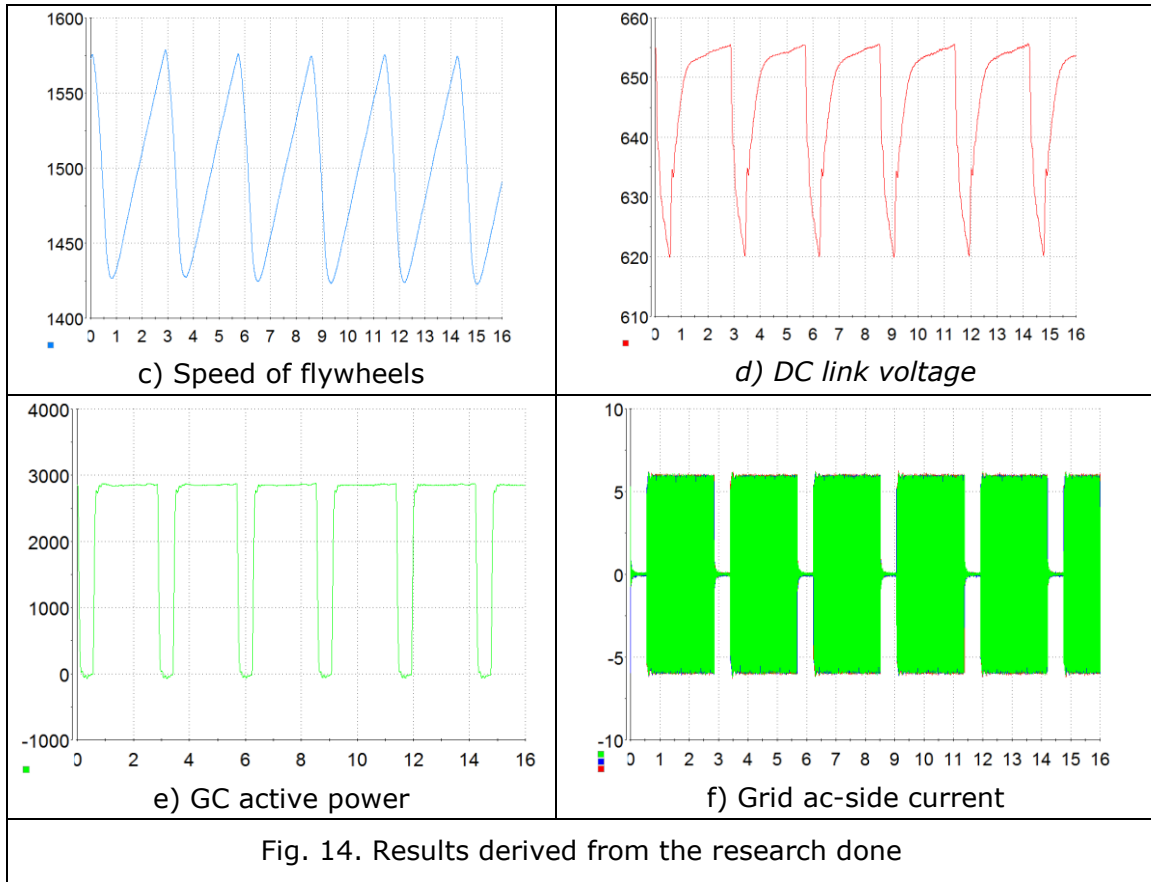 1600
1550
1500
1450
1400
0 1 2 3 4 5 6 7 8 9 10 11 12 13 14 15 16
c) Speed of flywheels
660
650
640
630
620
610
0 1 2 3 4 5 6 7 8 9 10 11 12 13 14 15 16
d) DC link voltage
4000
3000
2000
1000
0
-1000
0 2 4 6 8 10 12 14 16
e) GC active power
10
5
0
-5
-10
0 1 2 3 4 5 6 7 8 9 10 11 12 13 14 15 16
f) Grid ac-side current
Fig. 14. Results derived from the research done